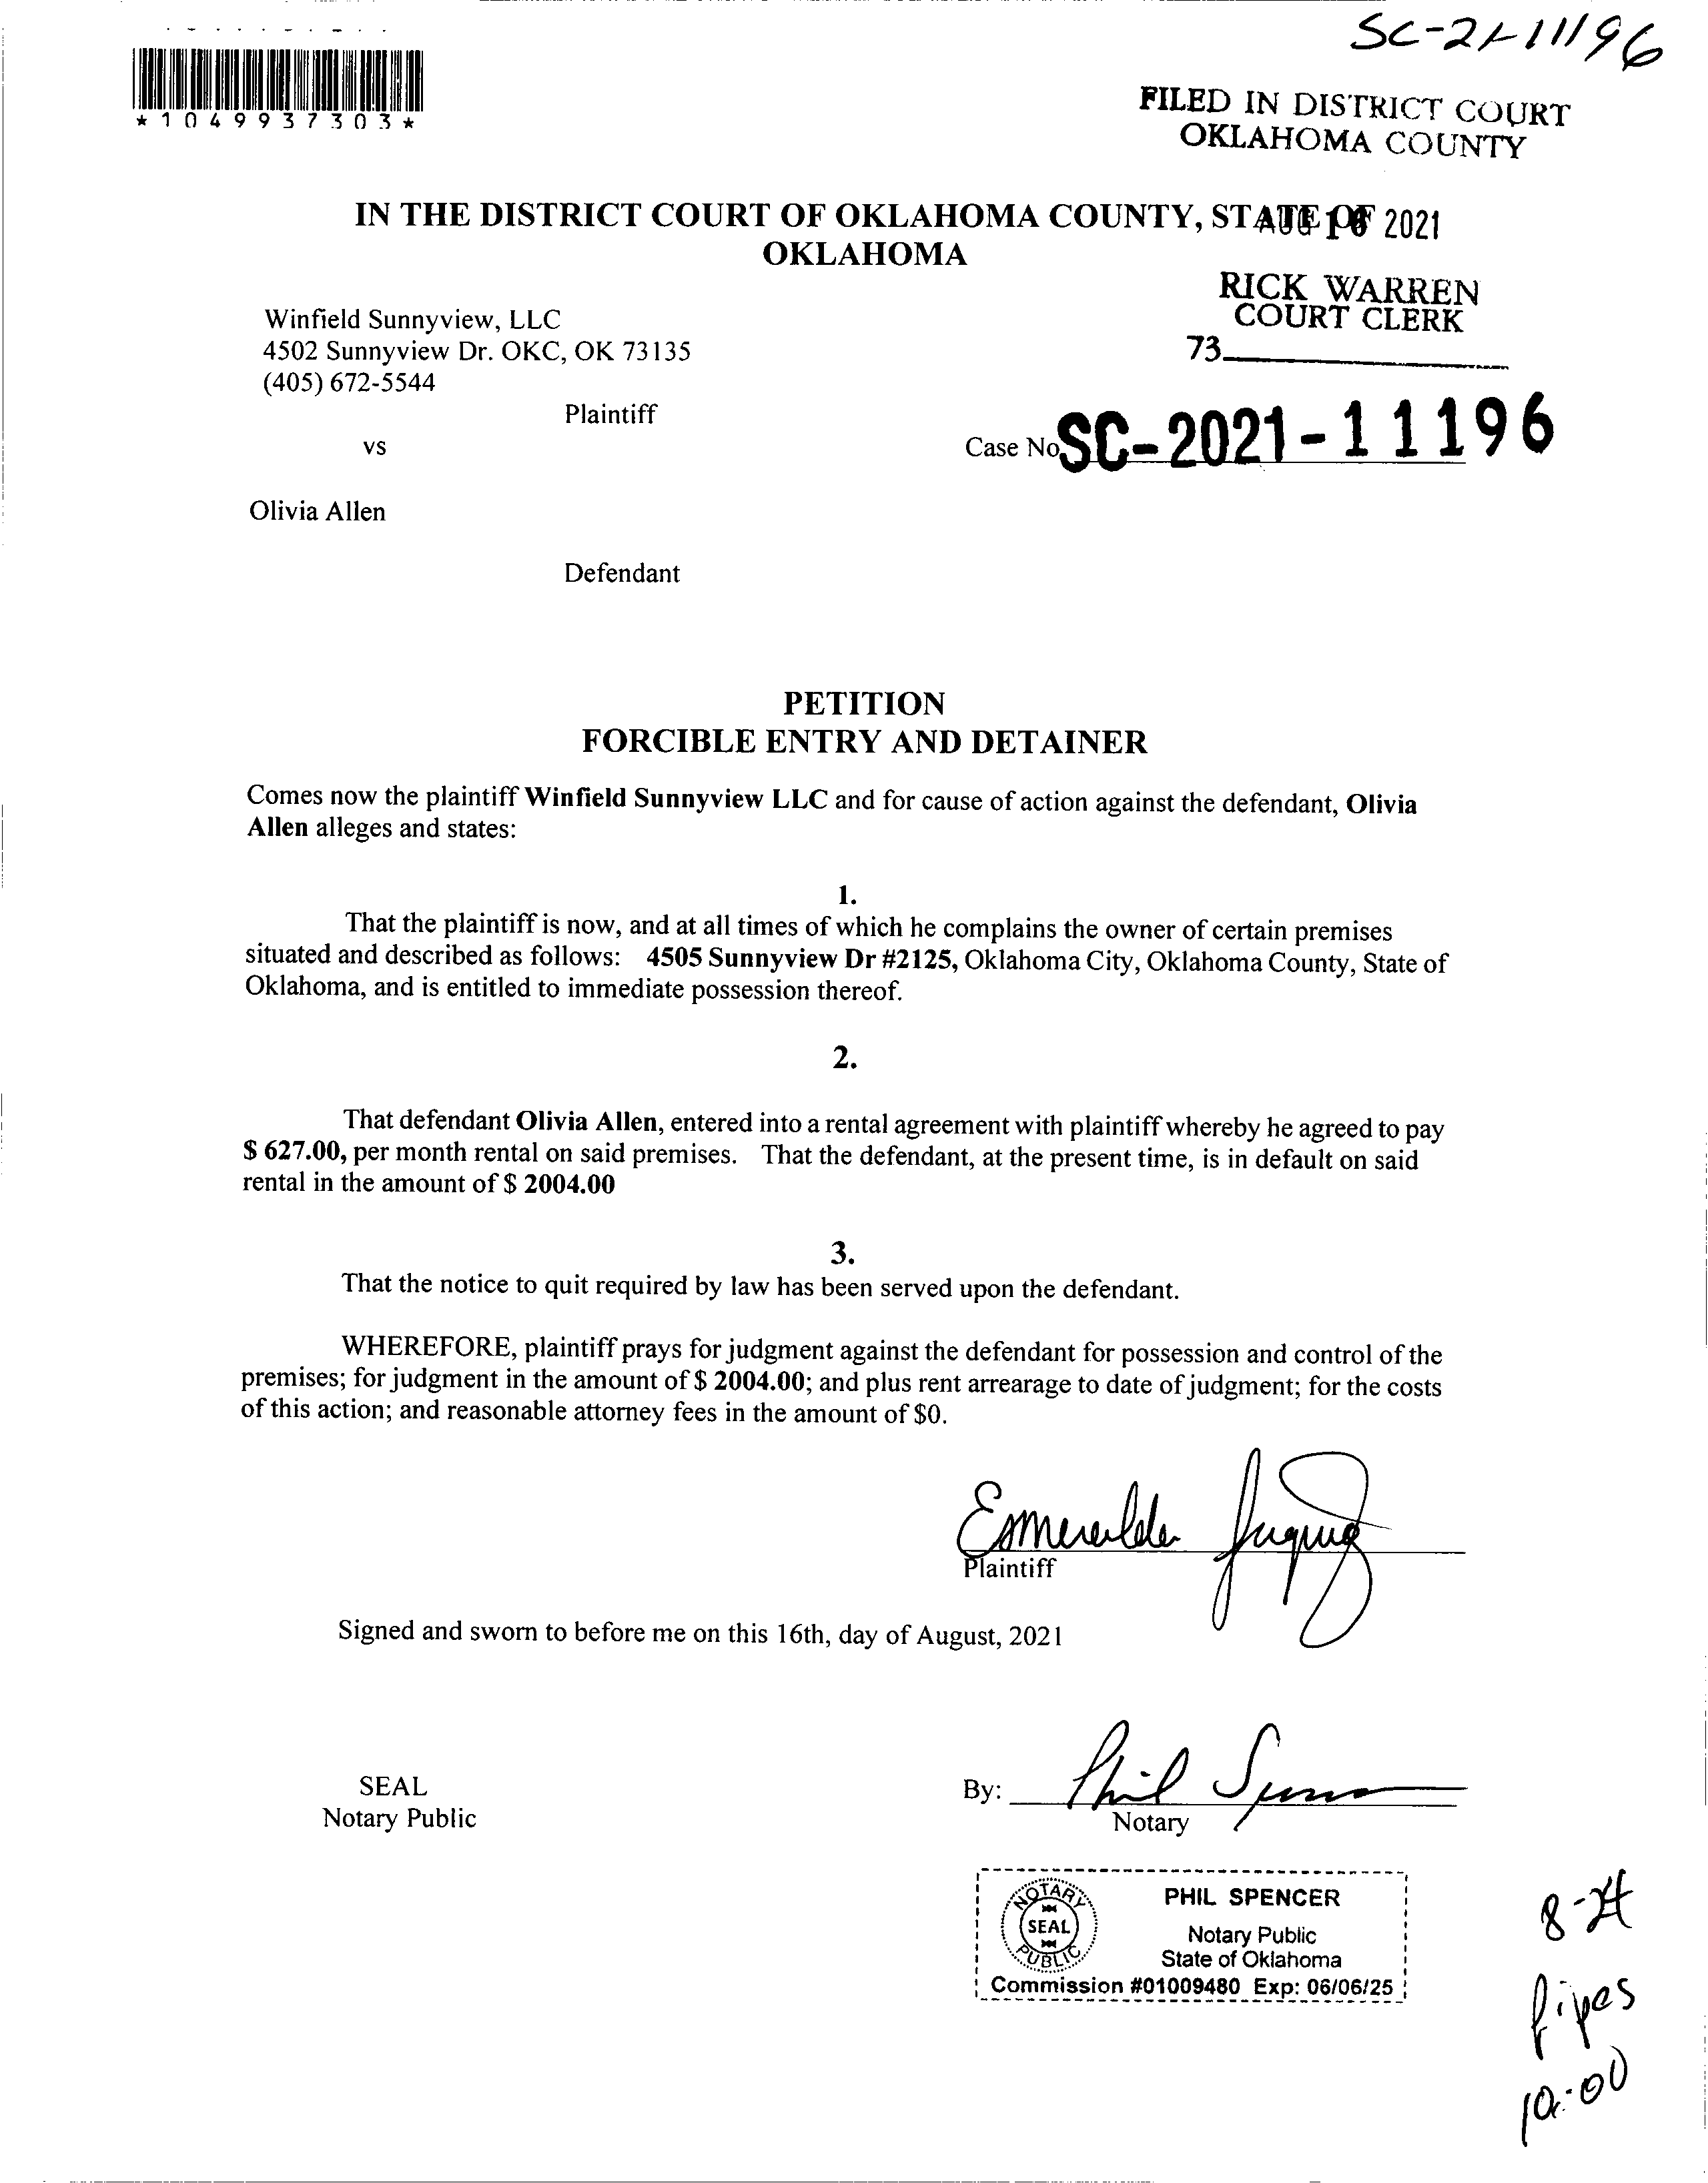 SC-21-11196
*1049937303*
FILED IN DISTRICT COURT
OKLAHOMA COUNTY
IN THE DISTRICT COURT OF OKLAHOMA COUNTY, STATE OF
AUG 16 2021
OKLAHOMA
RICK WARREN
COURT CLERK
73
Winfield Sunnyview, LLC
4502 Sunnyview Dr. OKC, OK 73135
(405) 672-5544
Plaintiff
vs
Case No. SC-2021-11196
Olivia Allen
Defendant
PETITION
FORCIBLE ENTRY AND DETAINER
Comes now the plaintiff Winfield Sunnyview LLC and for cause of action against the defendant, Olivia
Allen alleges and states:
1.
That the plaintiff is now, and at all times of which he complains the owner of certain premises
situated and described as follows: 4505 Sunnyview Dr #2125, Oklahoma City, Oklahoma County, State of
Oklahoma, and is entitled to immediate possession thereof.
2.
That defendant Olivia Allen, entered into a rental agreement with plaintiff whereby he agreed to pay
$ 627.00, per month rental on said premises. That the defendant, at the present time, is in default on said
rental in the amount of $ 2004.00
3.
That the notice to quit required by law has been served upon the defendant.
WHEREFORE, plaintiff prays for judgment against the defendant for possession and control of the
premises; for judgment in the amount of $ 2004.00; and plus rent arrearage to date of judgment; for the costs
of this action; and reasonable attorney fees in the amount of $0.
Esmeralda
Plaintiff
Signed and sworn to before me on this 16th, day of August, 2021
SEAL
Notary Public
By: Phil Spencer
Notary
NOTARY
SEAL
PUBLIC
PHIL SPENCER
Notary Public
State of Oklahoma
Commission #01009480 Exp: 06/06/25
8-24
10:00